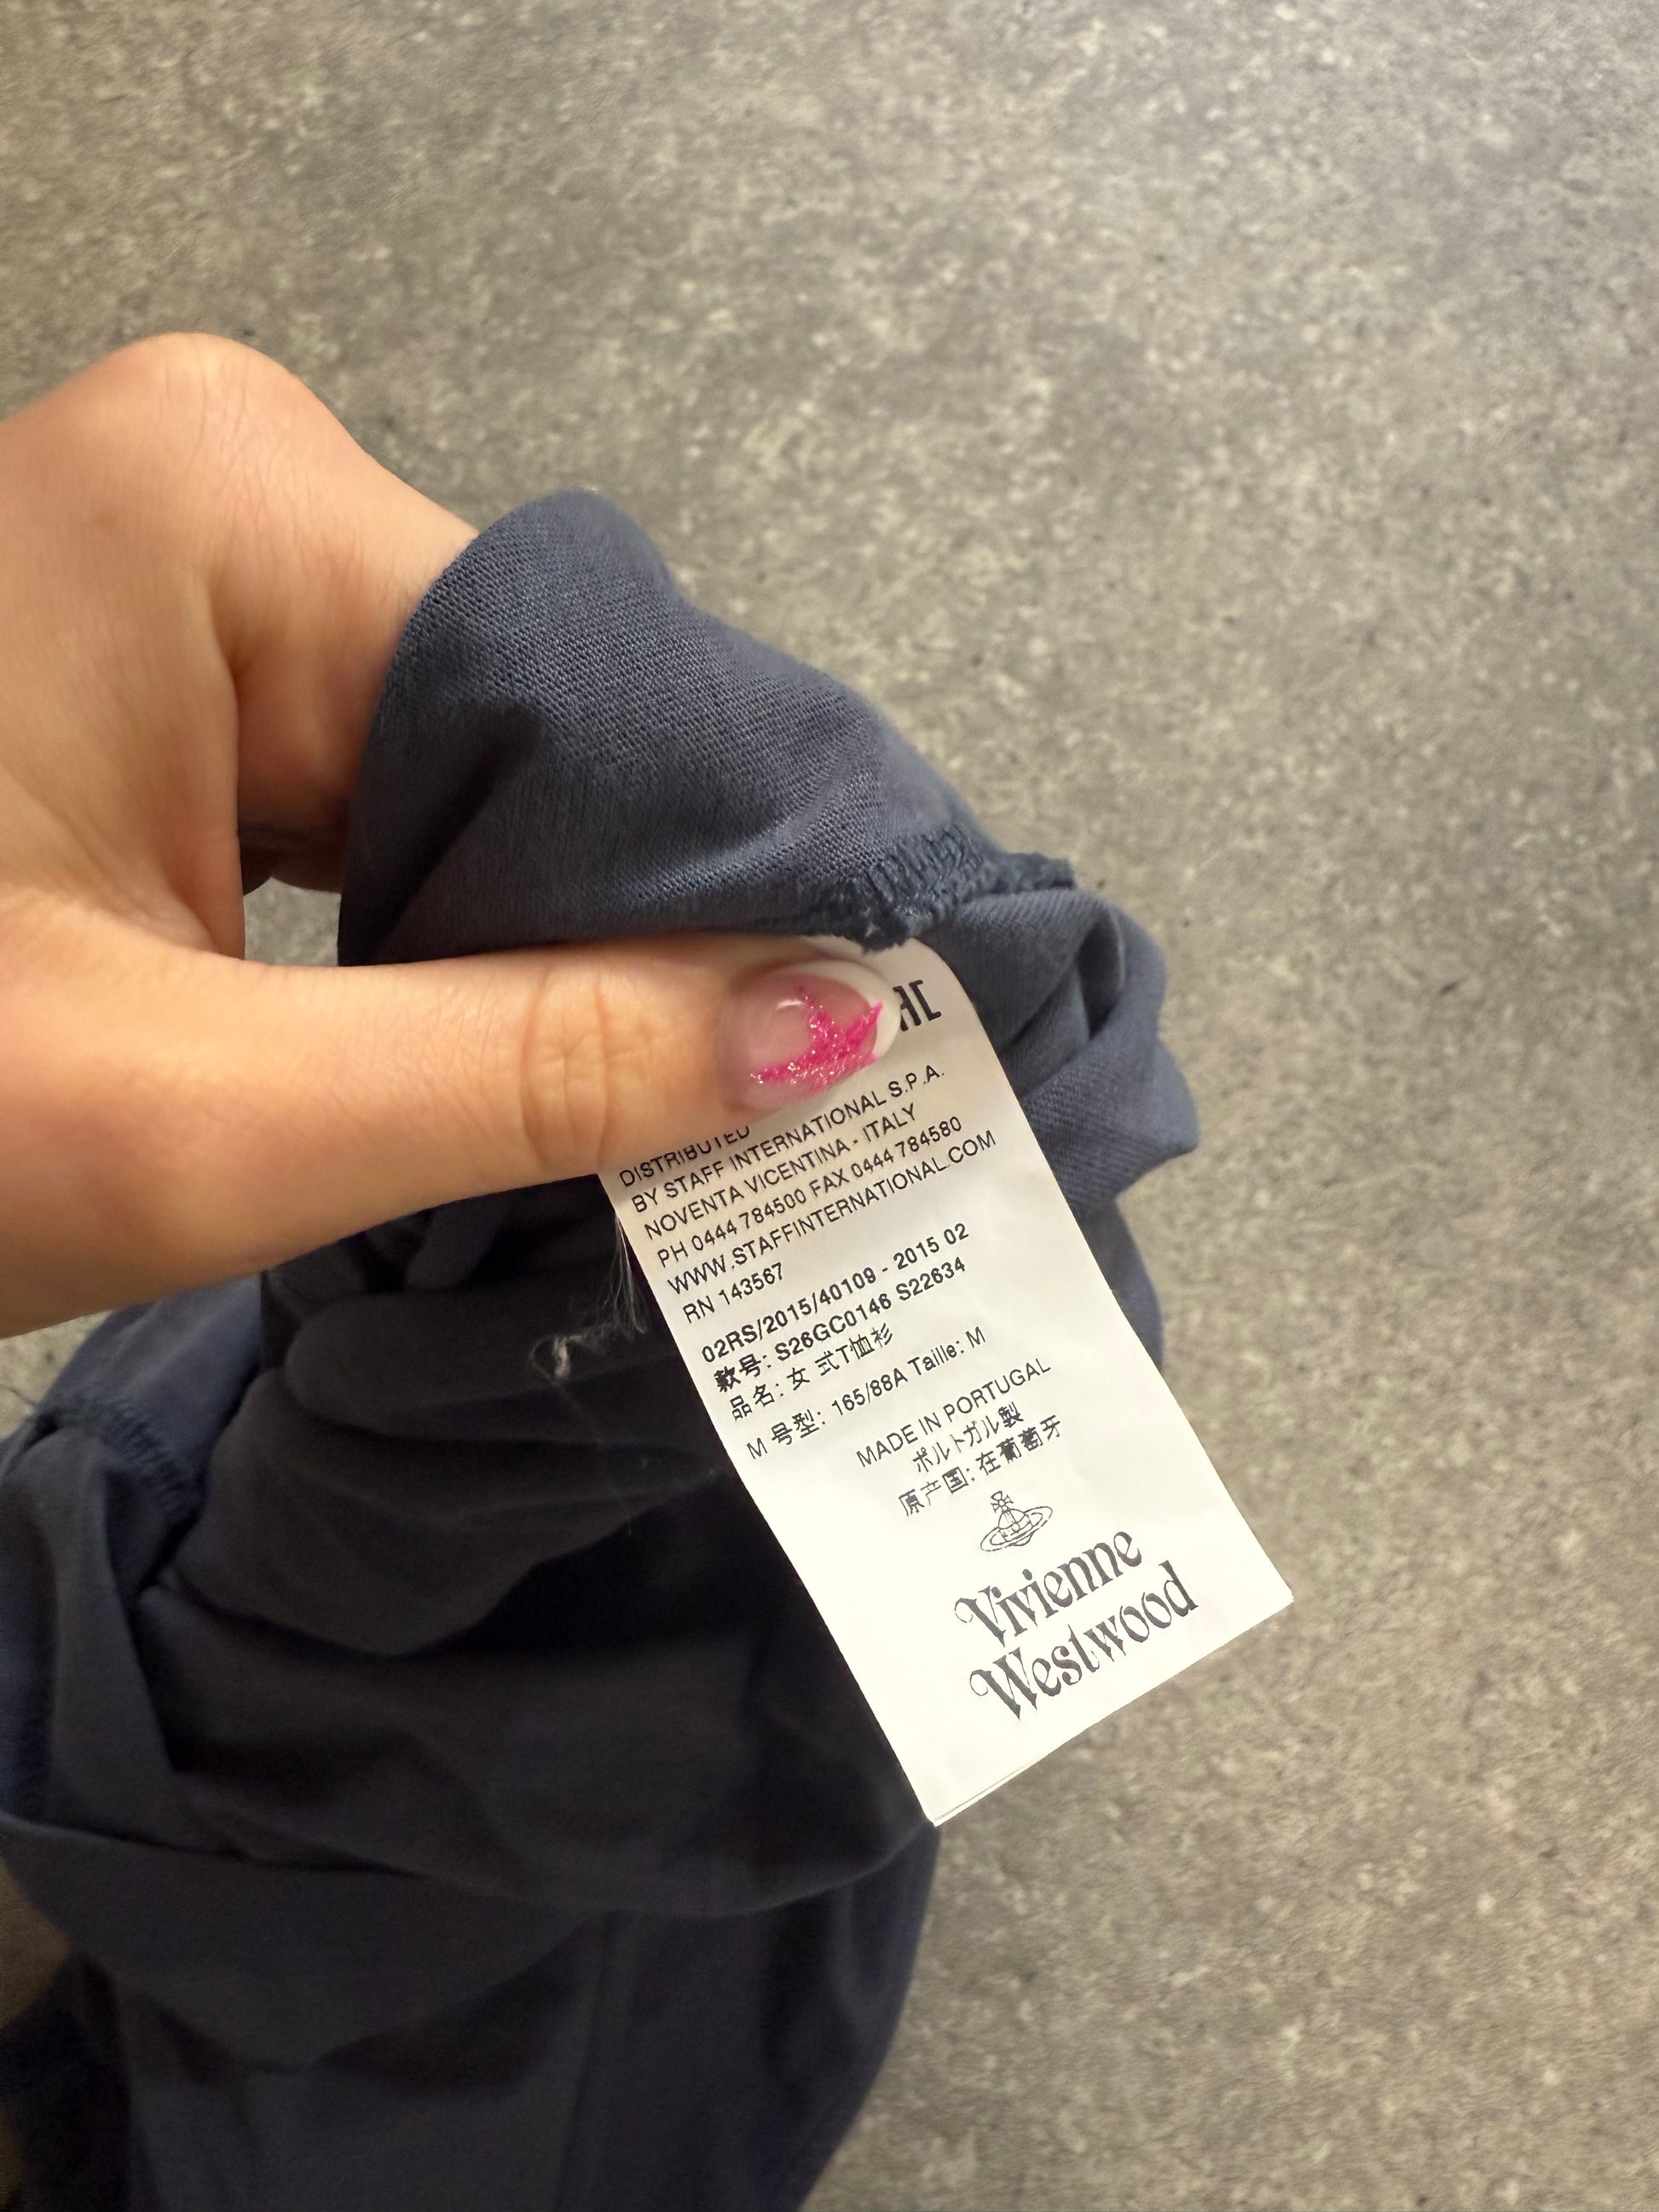 DISTRIBUTED
BY STAFF INTERNATIONAL S.P.A.
NOVENTA VICENTINA - ITALY
PH 0444 784500 FAX 0444 784580
WWW.STAFFINTERNATIONAL.COM
RN 143567
02RS/2015/40109 - 2015 02
款号: S26GC0146 S22634
品名: 女 式T恤衫
M 号型: 165/88A Taille: M
MADE IN PORTUGAL
ポルトガル製
原产国: 在葡萄牙
Vivienne
Westwood